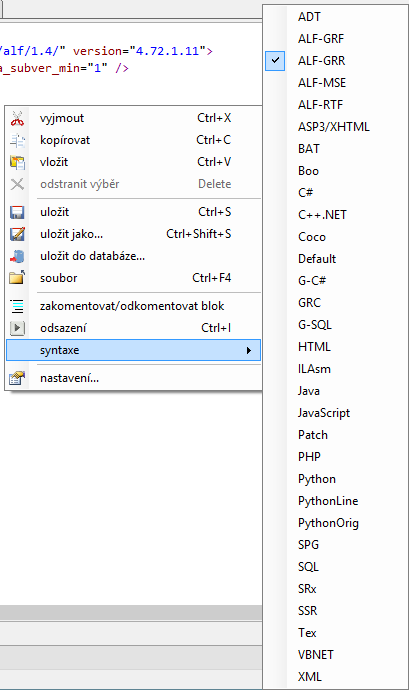 /alf/1.4/" version="4.72.1.11">
a_subver_min="1" />
vyjmout Ctrl+X
kopírovat Ctrl+C
vložit Ctrl+V
odstranit výběr Delete
uložit Ctrl+S
uložit jako... Ctrl+Shift+S
uložit do databáze...
soubor Ctrl+F4
zakomentovat/odkomentovat blok
odsazení Ctrl+I
syntaxe
nastavení...
ADT
ALF-GRF
ALF-GRR
ALF-MSE
ALF-RTF
ASP3/XHTML
BAT
Boo
C#
C++.NET
Coco
Default
G-C#
GRC
G-SQL
HTML
ILAsm
Java
JavaScript
Patch
PHP
Python
PythonLine
PythonOrig
SPG
SQL
SRx
SSR
Tex
VBNET
XML